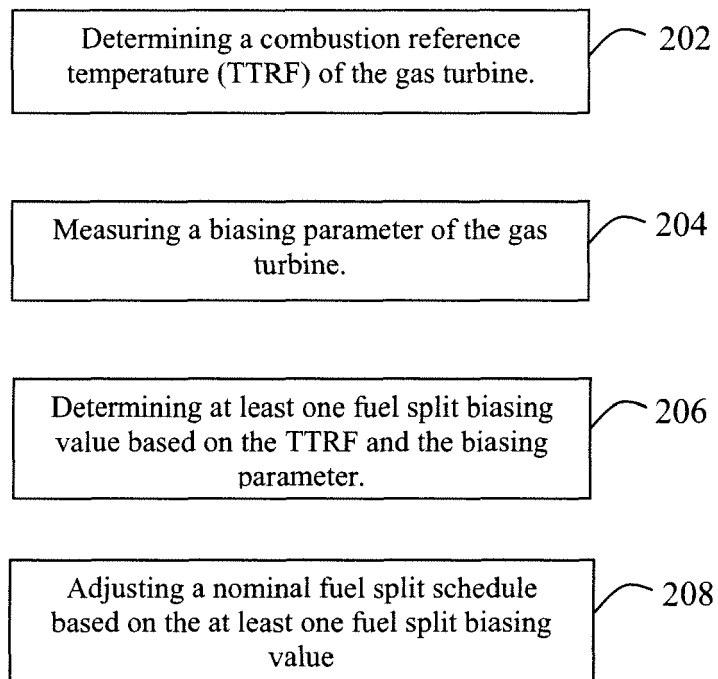 Determining a combustion reference
temperature (TTRF) of the gas turbine.
202
Measuring a biasing parameter of the gas
turbine.
204
Determining at least one fuel split biasing
value based on the TTRF and the biasing
parameter.
206
Adjusting a nominal fuel split schedule
based on the at least one fuel split biasing
value
208